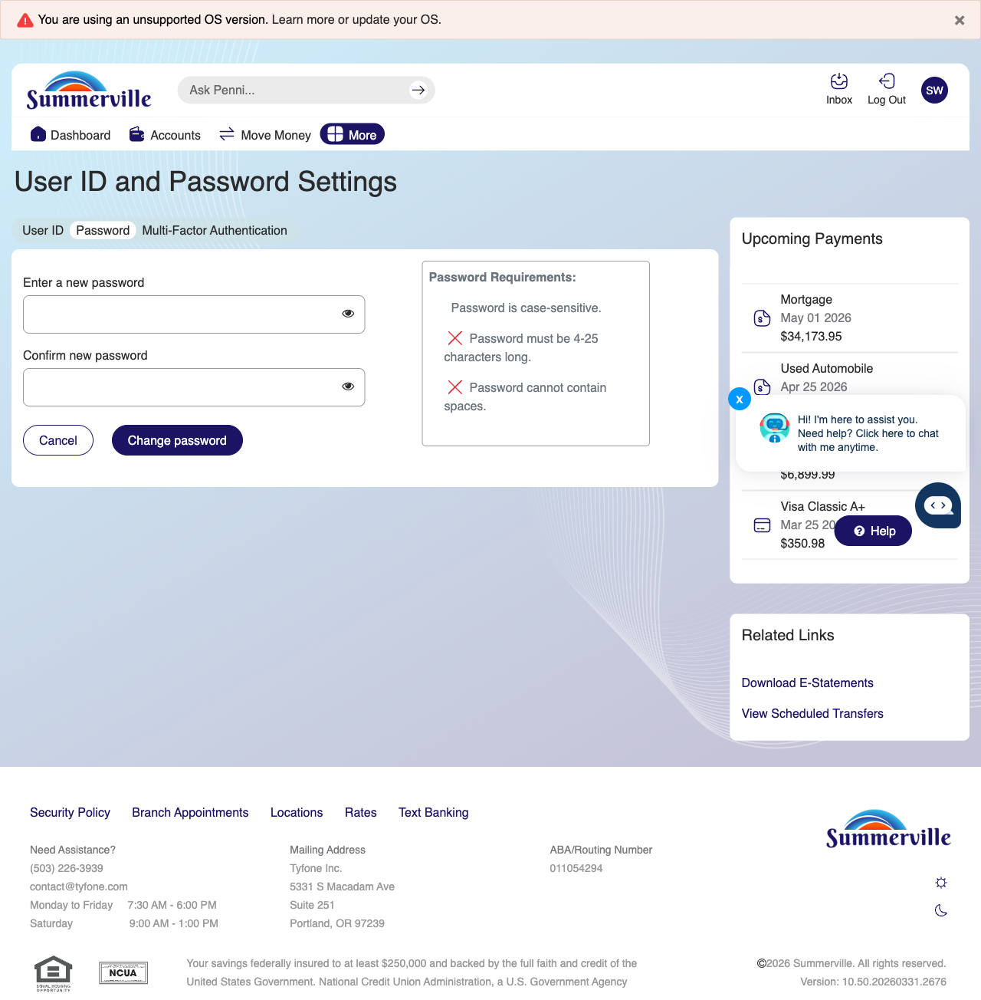 You are using an unsupported OS version. Learn more or update your OS.
Summerville
Ask Penni...
Inbox
Log Out
SW
Dashboard
Accounts
Move Money
More
User ID and Password Settings
User ID
Password
Multi-Factor Authentication
Enter a new password
Confirm new password
Cancel
Change password
Password Requirements:
Password is case-sensitive.
Password must be 4-25
characters long.
Password cannot contain
spaces.
Upcoming Payments
Mortgage
May 01 2026
$34,173.95
Used Automobile
Apr 25 2026
X
Hi! I'm here to assist you.
Need help? Click here to chat
with me anytime.
$6,899.99
Visa Classic A+
Mar 25 20
$350.98
Help
Related Links
Download E-Statements
View Scheduled Transfers
Security Policy
Branch Appointments
Locations
Rates
Text Banking
Summerville
Need Assistance?
(503) 226-3939
contact@tyfone.com
Monday to Friday 7:30 AM - 6:00 PM
Saturday 9:00 AM - 1:00 PM
Mailing Address
Tyfone Inc.
5331 S Macadam Ave
Suite 251
Portland, OR 97239
ABA/Routing Number
011054294
EQUAL HOUSING
OPPORTUNITY
NCUA
Your savings federally insured to at least $250,000 and backed by the full faith and credit of the
United States Government. National Credit Union Administration, a U.S. Government Agency
©2026 Summerville. All rights reserved.
Version: 10.50.20260331.2676